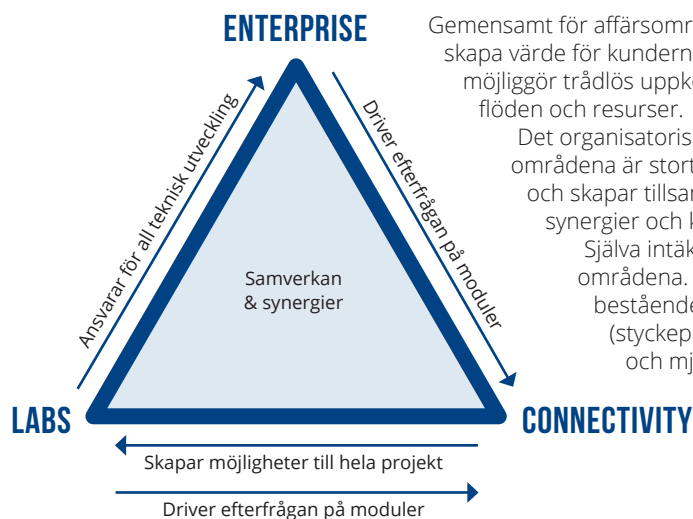 ENTERPRISE
Gemensamt för affärsområ
skapa värde för kundern
möjliggör trådlös uppko
flöden och resurser.
Det organisatoris
områdena är stort
och skapar tillsa
synergier och k
Själva intäk
områdena.
bestående
(styckep
och mj
Ansvarar för all teknisk utveckling
Driver efterfrågan på moduler
Samverkan
& synergier
LABS
CONNECTIVITY
Skapar möjligheter till hela projekt
Driver efterfrågan på moduler